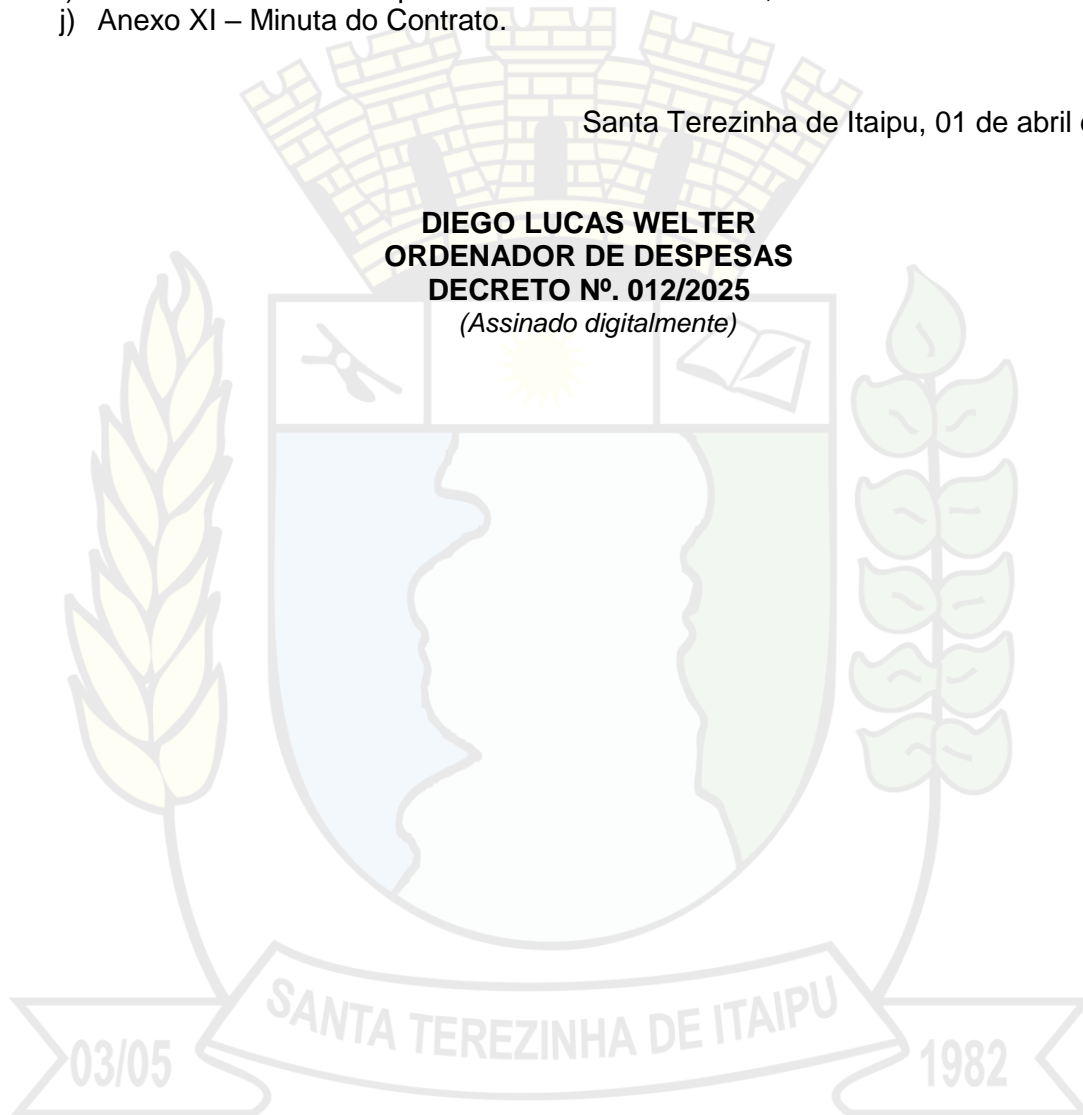 j) Anexo XI – Minuta do Contrato.
Santa Terezinha de Itaipu, 01 de abril
DIEGO LUCAS WELTER
ORDENADOR DE DESPESAS
DECRETO Nº. 012/2025
(Assinado digitalmente)
SANTA TEREZINHA DE ITAIPU
03/05
1982